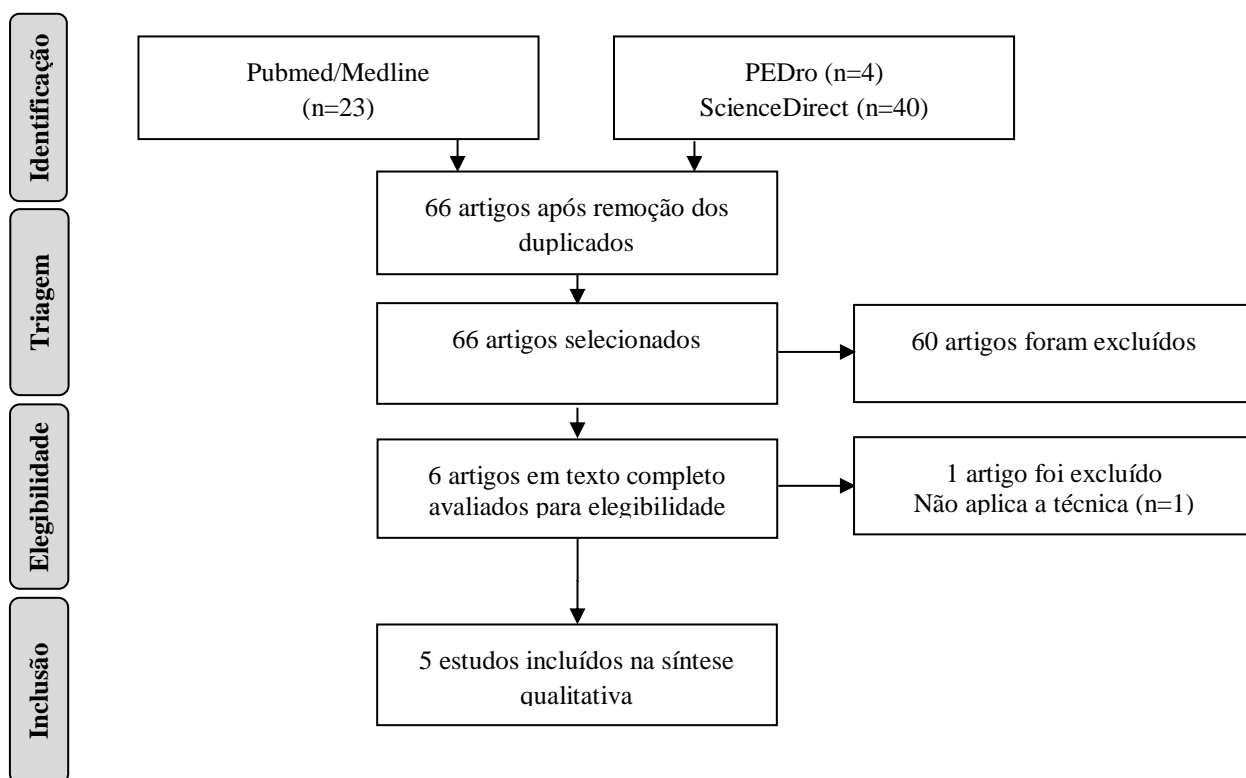 Identificação
Pubmed/Medline
(n=23)
PEDro (n=4)
ScienceDirect (n=40)
66 artigos após remoção dos
duplicados
Triagem
66 artigos selecionados
60 artigos foram excluídos
Elegibilidade
6 artigos em texto completo
avaliados para elegibilidade
1 artigo foi excluído
Não aplica a técnica (n=1)
Inclusão
5 estudos incluídos na síntese
qualitativa